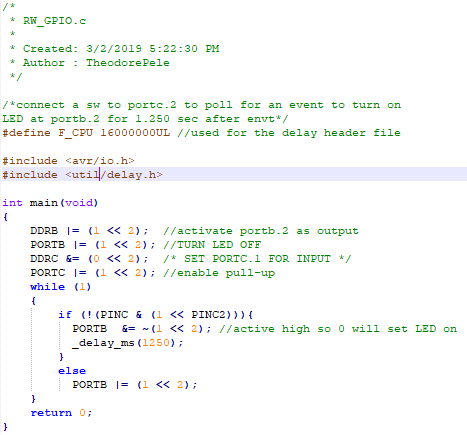 /*
 * RW_GPIO.c
 *
 * Created: 3/2/2019 5:22:30 PM
 * Author : TheodorePele
 */

/*connect a sw to portc.2 to poll for an event to turn on
LED at portb.2 for 1.250 sec after envt*/
#define F_CPU 16000000UL //used for the delay header file

#include <avr/io.h>
#include <util/delay.h>

int main(void)
{
    DDRB |= (1 << 2);  //activate portb.2 as output
    PORTB |= (1 << 2); //TURN LED OFF
    DDRC &= (0 << 2);  /* SET PORTC.1 FOR INPUT */
    PORTC |= (1 << 2); //enable pull-up
    while (1)
    {
        if (!(PINC & (1 << PINC2))){
          PORTB  &= ~(1 << 2); //active high so 0 will set LED on
          _delay_ms(1250);
        }
        else
          PORTB |= (1 << 2);
    }
    return 0;
}